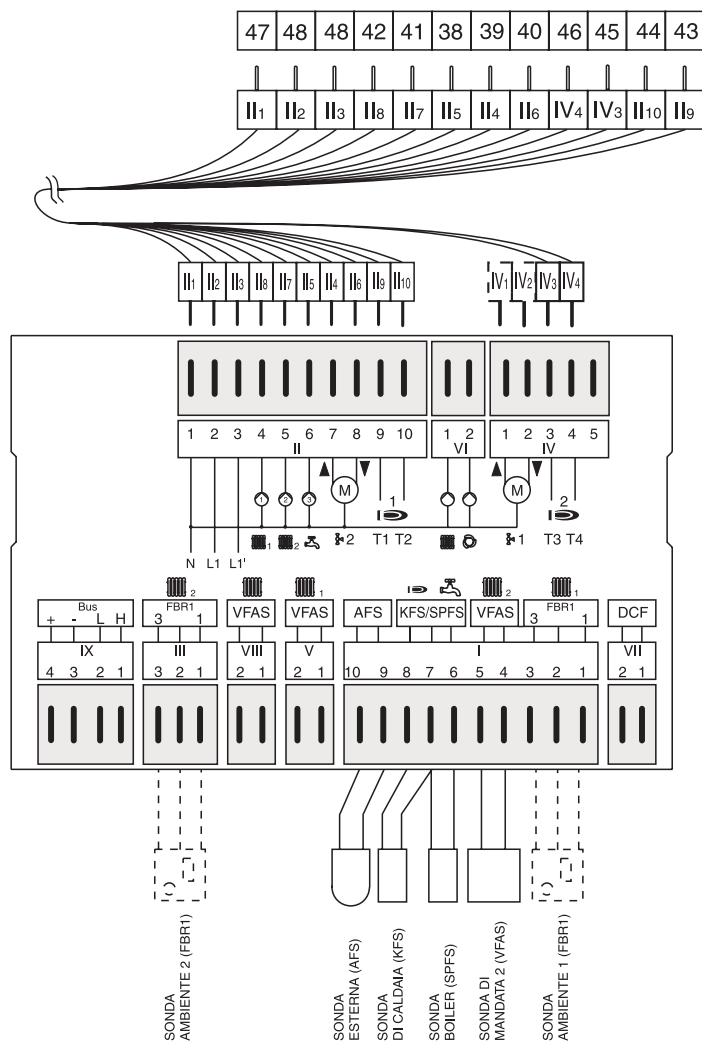 47 48 48 42 41 38 39 40 46 45 44 43
II1 II2 II3 II8 II7 II5 II4 II6 IV4 IV3 II10 II9
II1 II2 II3 II8 II7 II5 II4 II6 II9 II10 IV1 IV2 IV3 IV4
1 2 3 4 5 6 7 8 9 10 1 2 1 2 3 4 5
II VI IV
1 2 3 M 1 M 2
1 2 2 T1 T2 1 T3 T4
N L1 L1'
2 1 2 1
Bus
+ - L H
FBR1
3 1
VFAS VFAS AFS KFS/SPFS VFAS
FBR1
3 1
DCF
IX III VIII V I VII
4 3 2 1 3 2 1 2 1 2 1 10 9 8 7 6 5 4 3 2 1 2 1
SONDA
AMBIENTE 2 (FBR1)
SONDA
ESTERNA (AFS)
SONDA
DI CALDAIA (KFS)
SONDA
BOILER (SPFS)
SONDA DI
MANDATA 2 (VFAS)
SONDA
AMBIENTE 1 (FBR1)